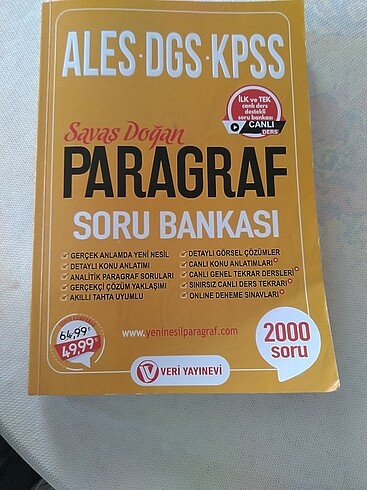 ALES·DGS·KPSS
İLK ve TEK
canlı ders
destekli
soru bankası
CANLI
DERS
Savaş Doğan
PARAGRAF
SORU BANKASI
GERÇEK ANLAMDA YENİ NESİL
DETAYLI KONU ANLATIMI
ANALİTİK PARAGRAF SORULARI
GERÇEKÇİ ÇÖZÜM YAKLAŞIMI
AKILLI TAHTA UYUMLU
DETAYLI GÖRSEL ÇÖZÜMLER
CANLI KONU ANLATIMLARI
CANLI GENEL TEKRAR DERSLERİ
SINIRSIZ CANLI DERS TEKRARI
ONLINE DENEME SINAVLARI
64,99₺
49,99₺
www.yeninesilparagraf.com
2000
soru
VERİ YAYINEVİ